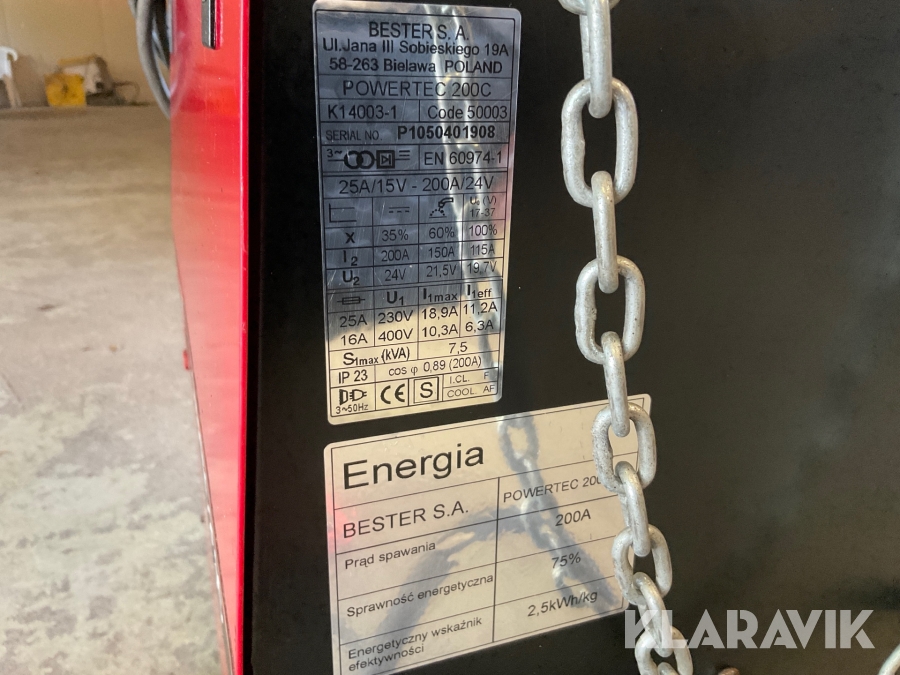 BESTER S. A.
Ul.Jana III Sobieskiego 19A
58-263 Bielawa POLAND
POWERTEC 200C
K14003-1 Code 50003
SERIAL NO P1050401908
3~ EN 60974-1
25A/15V - 200A/24V
U₀ (V)
17-37
X 35% 60% 100%
I₂ 200A 150A 115A
U₂ 24V 21,5V 19,7V
U₁ I₁max I₁eff
25A 230V 18,9A 11,2A
16A 400V 10,3A 6,3A
S₁max (kVA) 7,5
IP 23 cos φ 0,89 (200A)
3~50Hz CE S I.CL. F
COOL. AF
Energia
BESTER S.A. POWERTEC
Prąd spawania 200A
Sprawność energetyczna 75%
Energetyczny wskaźnik efektywności 2,5kWh/kg
KLARAVIK